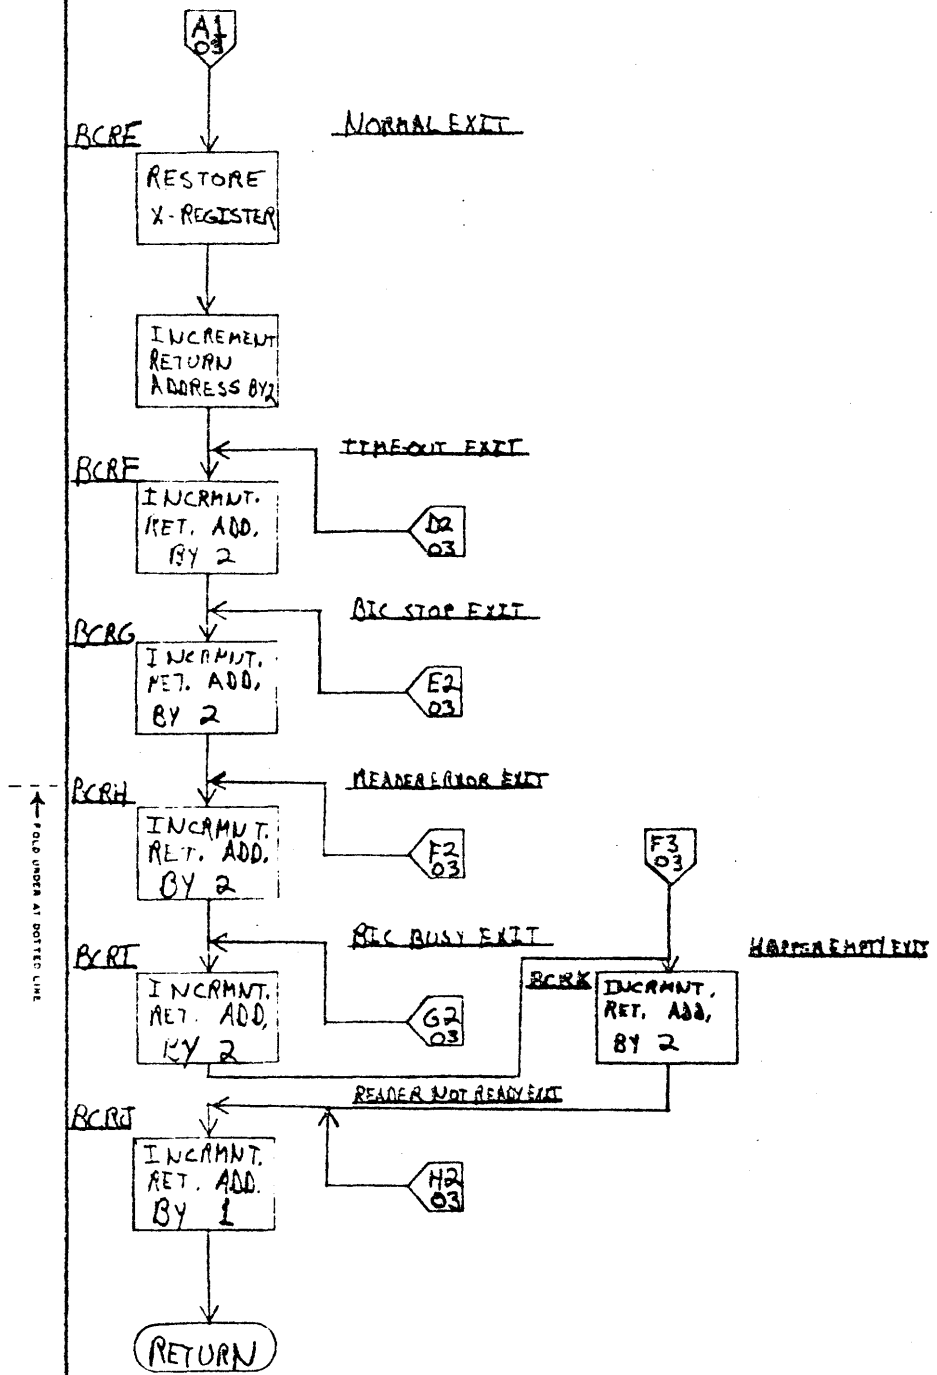 A1
03
BCRE
NORMAL EXIT
RESTORE
X-REGISTER
INCREMENT
RETURN
ADDRESS BY 2
TIMEOUT EXIT
BCRF
INCRMNT.
RET. ADD.
BY 2
D2
03
BIC STOP EXIT
BCRG
INCRMNT.
RET. ADD.
BY 2
E2
03
READER ERROR EXIT
BCRH
INCRMNT.
RET. ADD.
BY 2
F2
03
F3
03
FOLD UNDER AT DOTTED LINE
BIC BUSY EXIT
HOPPER EMPTY EXIT
BCRI
INCRMNT.
RET. ADD.
BY 2
G2
03
BCRK
INCRMNT.
RET. ADD.
BY 2
READER NOT READY EXIT
BCRJ
INCRMNT.
RET. ADD.
BY 1
H2
03
RETURN